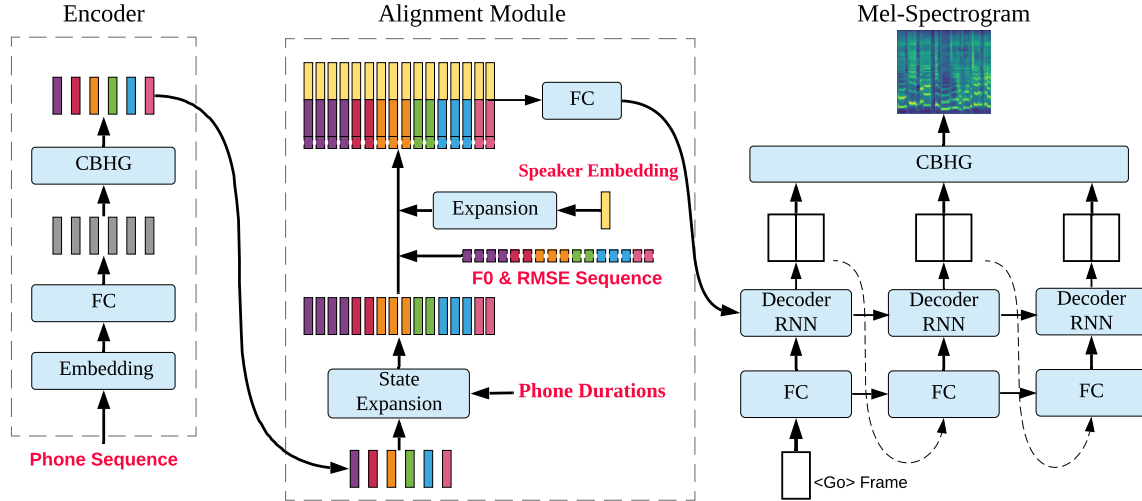 Encoder
CBHG
FC
Embedding
Phone Sequence
Alignment Module
FC
Speaker Embedding
Expansion
F0 & RMSE Sequence
State
Expansion
Phone Durations
Mel-Spectrogram
CBHG
Decoder
RNN
Decoder
RNN
Decoder
RNN
FC
FC
FC
<Go> Frame